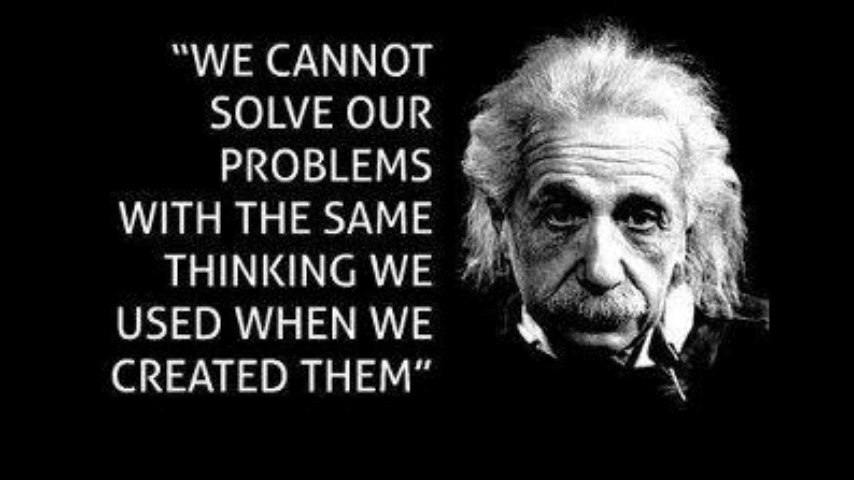 “WE CANNOT
SOLVE OUR
PROBLEMS
WITH THE SAME
THINKING WE
USED WHEN WE
CREATED THEM”